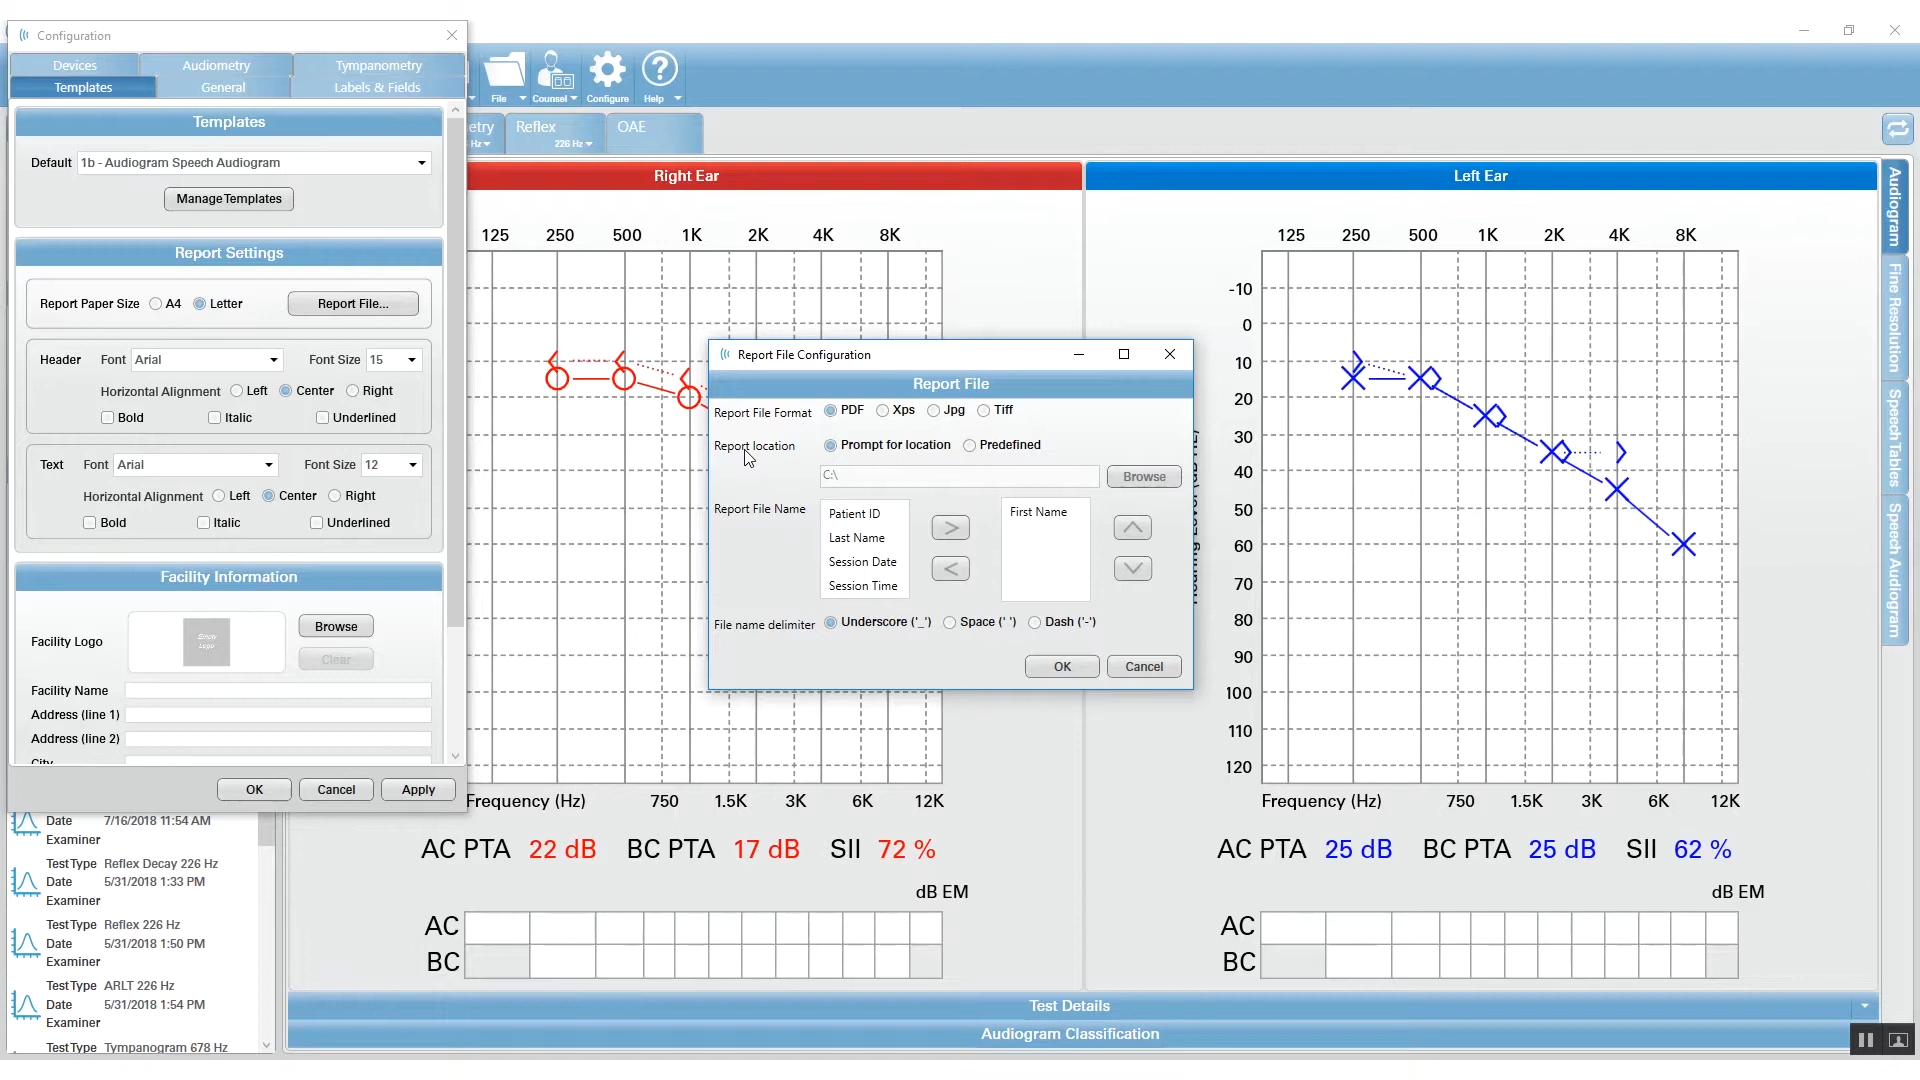 Configuration
Devices
Audiometry
Tympanometry
Templates
General
Labels & Fields
File
Counsel
Configure
Help
etry
Hz
Reflex
226 Hz
OAE
Templates
Default 1b - Audiogram Speech Audiogram
Manage Templates
Report Settings
Report Paper Size A4 Letter Report File...
Header Font Arial Font Size 15
Horizontal Alignment Left Center Right
Bold Italic Underlined
Text Font Arial Font Size 12
Horizontal Alignment Left Center Right
Bold Italic Underlined
Facility Information
Facility Logo
Empty
Logo
Browse
Clear
Facility Name
Address (line 1)
Address (line 2)
City
OK Cancel Apply
Date 7/16/2018 11:54 AM
Examiner
Test Type Reflex Decay 226 Hz
Date 5/31/2018 1:33 PM
Examiner
Test Type Reflex 226 Hz
Date 5/31/2018 1:50 PM
Examiner
Test Type ARLT 226 Hz
Date 5/31/2018 1:54 PM
Examiner
Test Type Tympanogram 678 Hz
Right Ear
125 250 500 1K 2K 4K 8K
Frequency (Hz) 750 1.5K 3K 6K 12K
AC PTA 22 dB BC PTA 17 dB SII 72 %
dB EM
AC
BC
Report File Configuration
Report File
Report File Format PDF Xps Jpg Tiff
Report location Prompt for location Predefined
C:\
Browse
Report File Name
Patient ID
Last Name
Session Date
Session Time
>
<
First Name
File name delimiter Underscore ('_') Space (' ') Dash ('-')
OK Cancel
Left Ear
125 250 500 1K 2K 4K 8K
-10
0
10
20
30
40
50
60
70
80
90
100
110
120
Frequency (Hz) 750 1.5K 3K 6K 12K
AC PTA 25 dB BC PTA 25 dB SII 62 %
dB EM
AC
BC
Test Details
Audiogram Classification
Audiogram
Fine Resolution
Speech Tables
Speech Audiogram